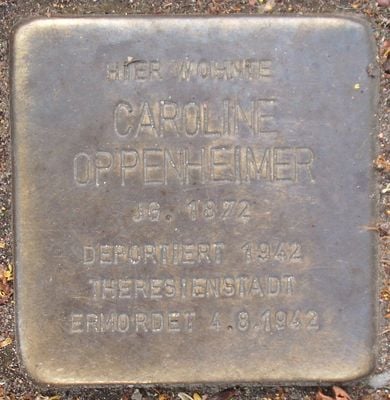 HIER WOHNTE
CAROLINE
OPPENHEIMER
JG. 1872
DEPORTIERT 1942
THERESIENSTADT
ERMORDET 4.8.1942